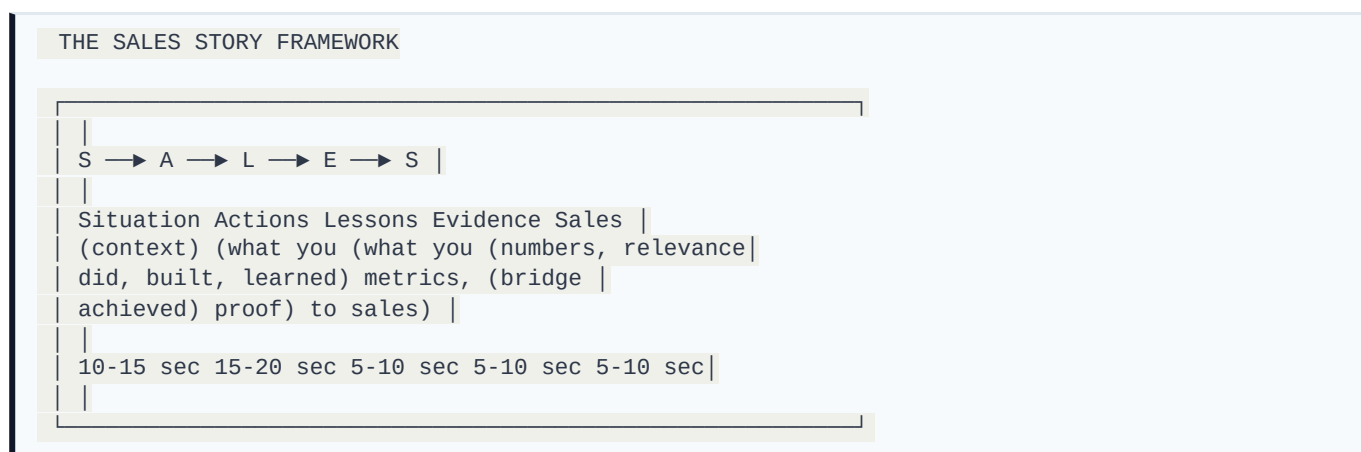 THE SALES STORY FRAMEWORK
S ──► A ──► L ──► E ──► S │
│ Situation Actions Lessons Evidence Sales │
│ (context) (what you (what you (numbers, relevance│
│ did, built, learned) metrics, (bridge │
│ achieved) proof) to sales) │
│ 10-15 sec 15-20 sec 5-10 sec 5-10 sec 5-10 sec│